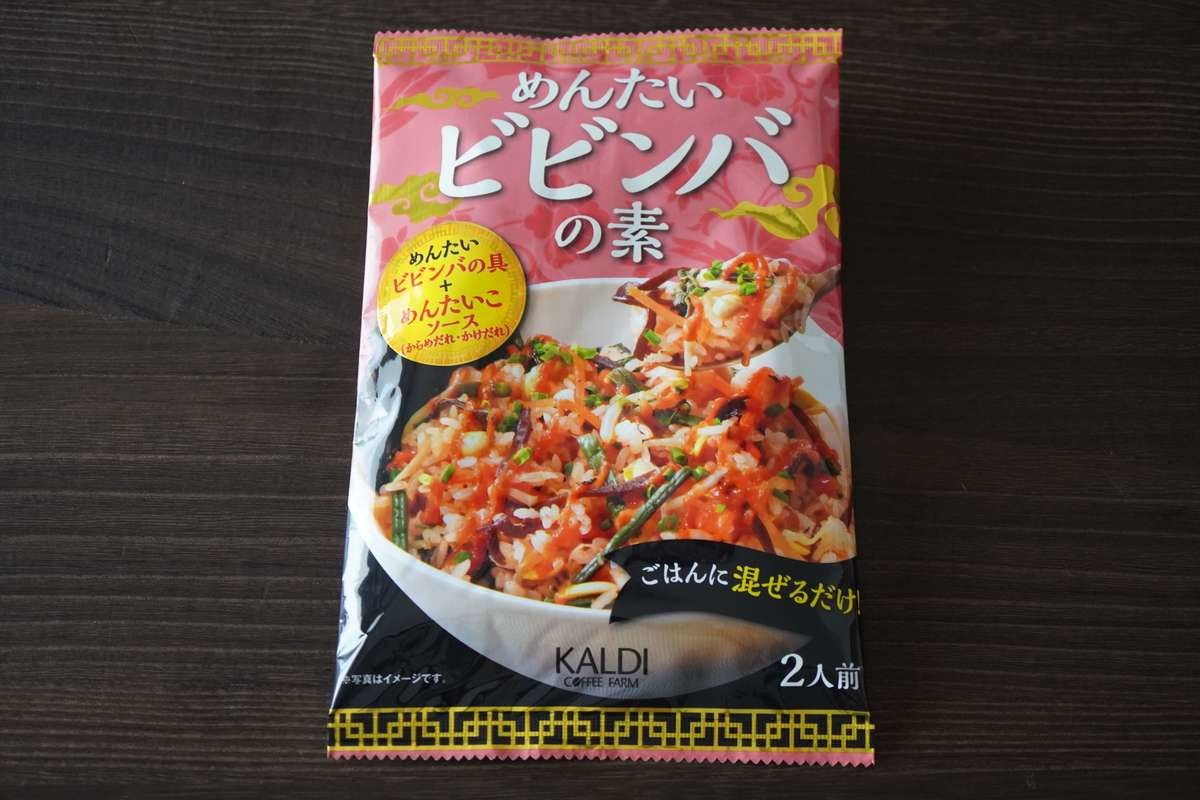 めんたい
ビビンバ
の素
めんたい
ビビンバの具
+
めんたいこ
ソース
(からめだれ・かけだれ)
ごはんに混ぜるだけ!
KALDI
COFFEE FARM
※写真はイメージです。
2人前